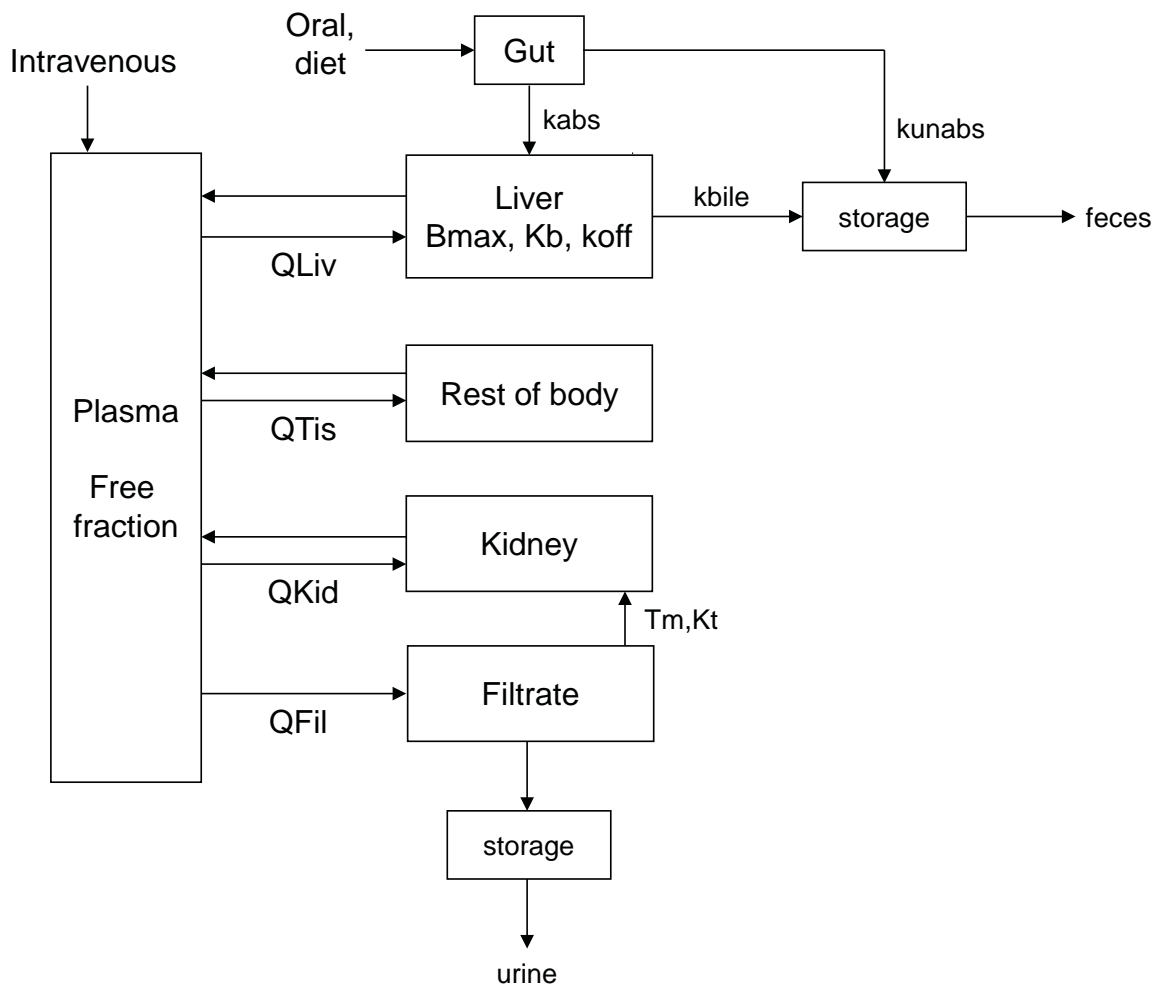 Oral,
diet
Gut
Intravenous
kabs
kunabs
Liver
Bmax, Kb, koff
kbile
storage
feces
QLiv
Rest of body
QTis
Plasma
Free
fraction
Kidney
QKid
Tm,Kt
Filtrate
QFil
storage
urine